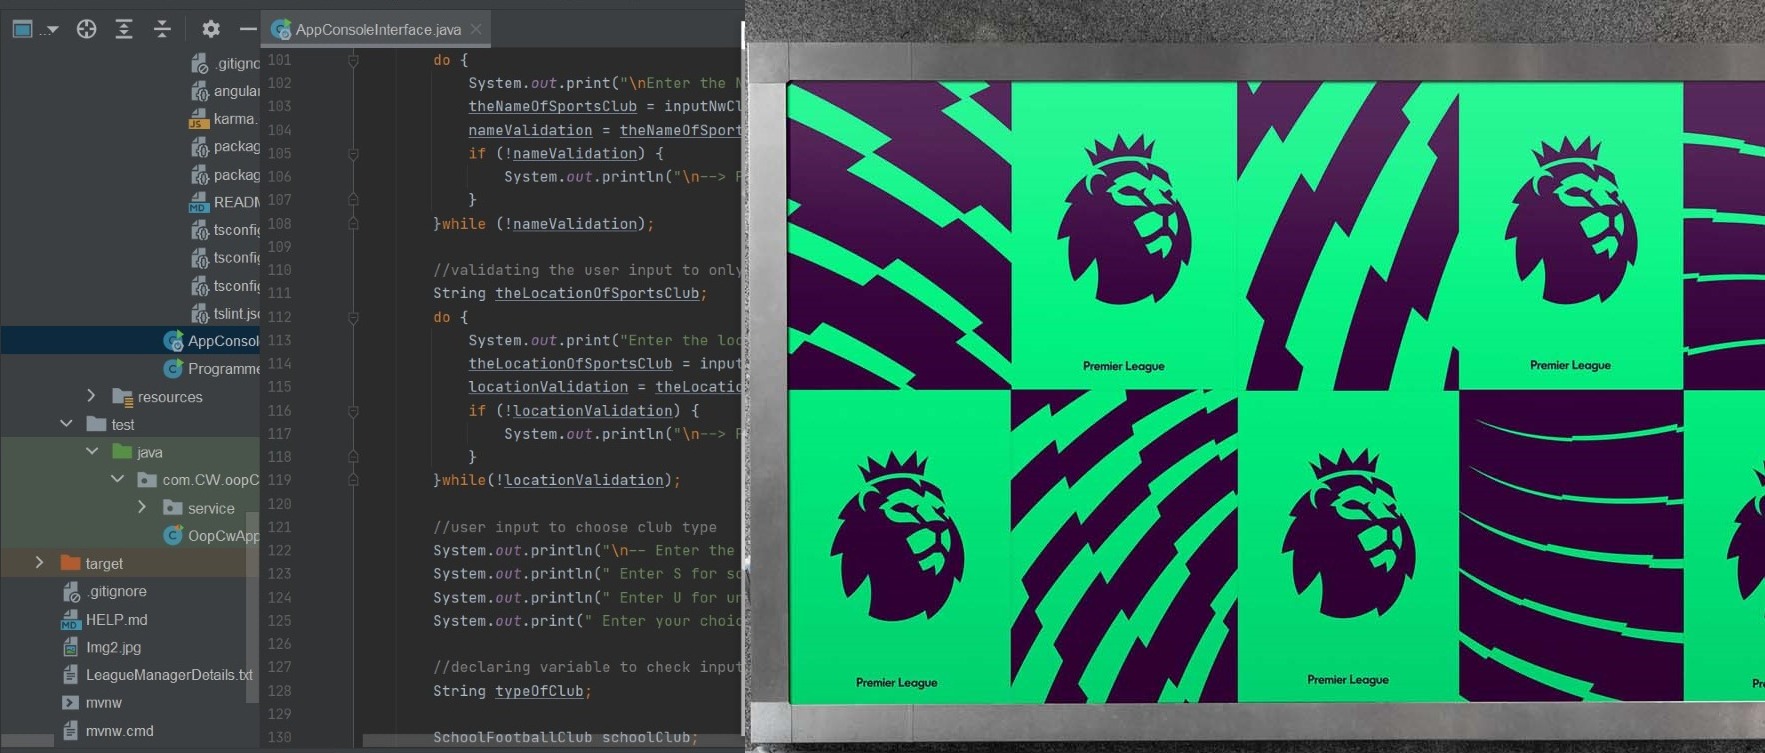 ...
AppConsoleInterface.java
.gitignc
angular
karma.
JS
packag
packag
READM
MD
tsconfig
tsconfig
tsconfig
tslint.jsc
AppConsol
Programme
resources
test
java
com.CW.oopC
service
OopCwApp
target
.gitignore
HELP.md
MD
Img2.jpg
LeagueManagerDetails.txt
mvnw
mvnw.cmd
101 do {
102 System.out.print("\nEnter the N
103 theNameOfSportsClub = inputNwCl
104 nameValidation = theNameOfSport
105 if (!nameValidation) {
106 System.out.println("\n--> P
107 }
108 }while (!nameValidation);
109
110 //validating the user input to only
111 String theLocationOfSportsClub;
112 do {
113 System.out.print("Enter the loc
114 theLocationOfSportsClub = input
115 locationValidation = theLocatio
116 if (!locationValidation) {
117 System.out.println("\n--> P
118 }
119 }while(!locationValidation);
120
121 //user input to choose club type
122 System.out.println("\n-- Enter the
123 System.out.println(" Enter S for sc
124 System.out.println(" Enter U for un
125 System.out.print(" Enter your choic
126
127 //declaring variable to check input
128 String typeOfClub;
129
130 SchoolFootballClub schoolClub;
Premier League
Premier League
Premier League
Premier League
Pr